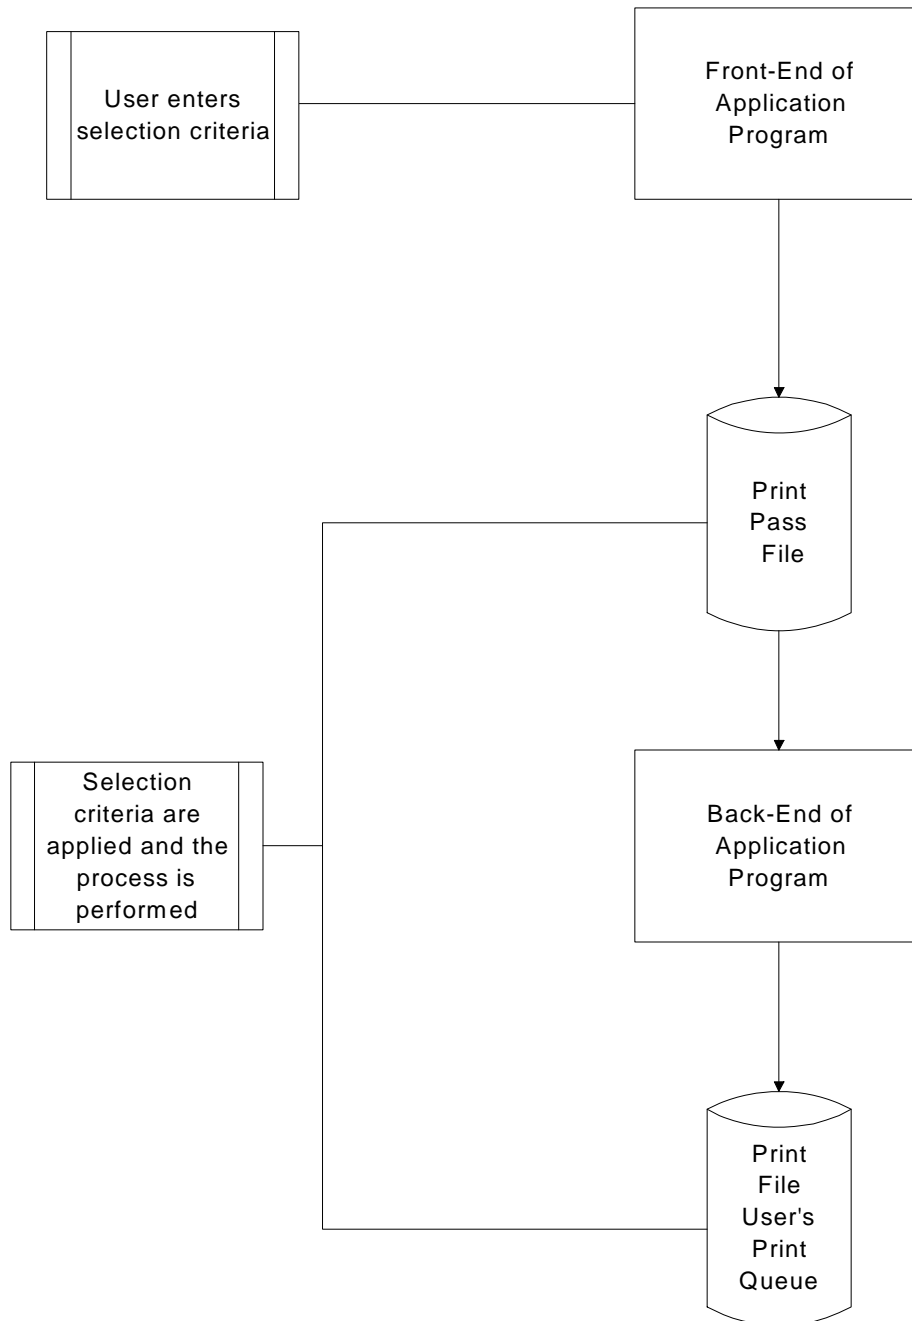 User enters
selection criteria
Front-End of
Application
Program
Print
Pass
File
Selection
criteria are
applied and the
process is
performed
Back-End of
Application
Program
Print
File
User's
Print
Queue